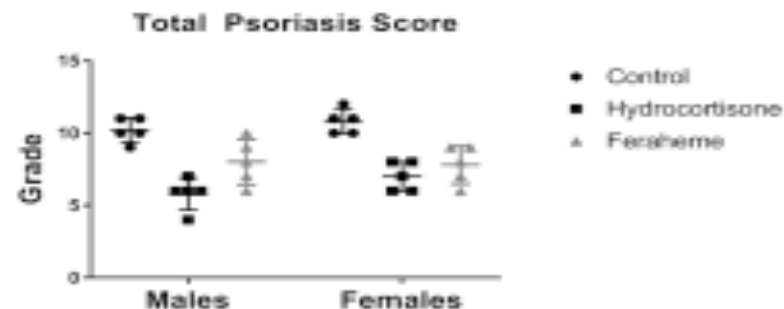 Total Psoriasis Score
15
10
5
0
Grade
Males
Females
Control
Hydrocortisone
Feraheme